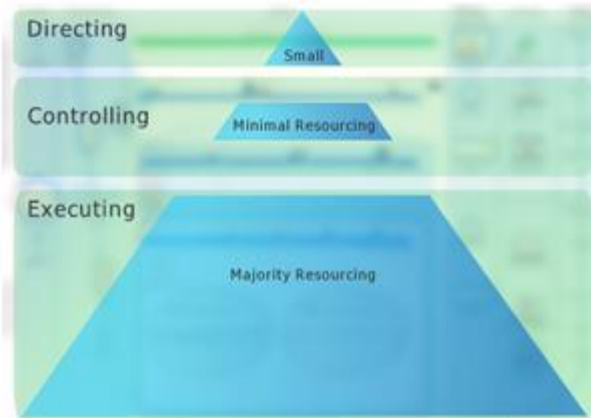 Directing
Small
Controlling
Minimal Resourcing
Executing
Majority Resourcing